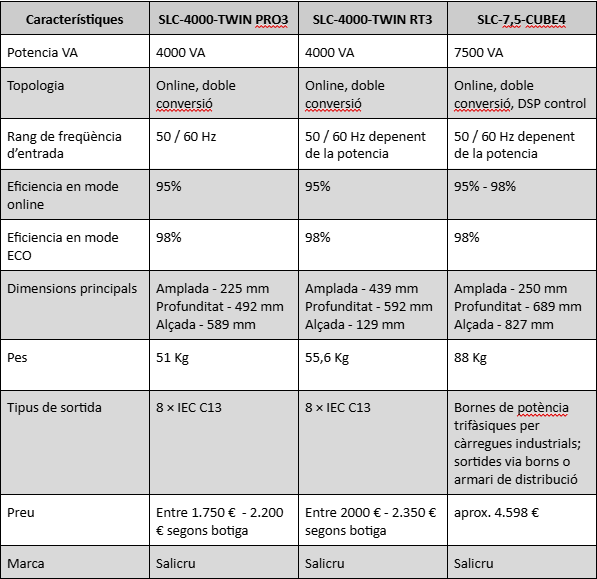 Característiques SLC-4000-TWIN PRO3 SLC-4000-TWIN RT3 SLC-7,5-CUBE4
Potencia VA 4000 VA 4000 VA 7500 VA
Topologia Online, doble Online, doble Online, doble
conversió conversió conversió, DSP control
Rang de freqüència 50 / 60 Hz 50 / 60 Hz depenent 50 / 60 Hz depenent
d’entrada de la potencia de la potencia
Eficiencia en mode 95% 95% 95% - 98%
online
Eficiencia en mode 98% 98% 98%
ECO
Dimensions principals Amplada - 225 mm Amplada - 439 mm Amplada - 250 mm
Profunditat - 492 mm Profunditat - 592 mm Profunditat - 689 mm
Alçada - 589 mm Alçada - 129 mm Alçada - 827 mm
Pes 51 Kg 55,6 Kg 88 Kg
Tipus de sortida 8 × IEC C13 8 × IEC C13 Bornes de potència
trifàsiques per
càrregues industrials;
sortides via borns o
armari de distribució
Preu Entre 1.750 € - 2.200 Entre 2000 € - 2.350 € aprox. 4.598 €
€ segons botiga segons botiga
Marca Salicru Salicru Salicru